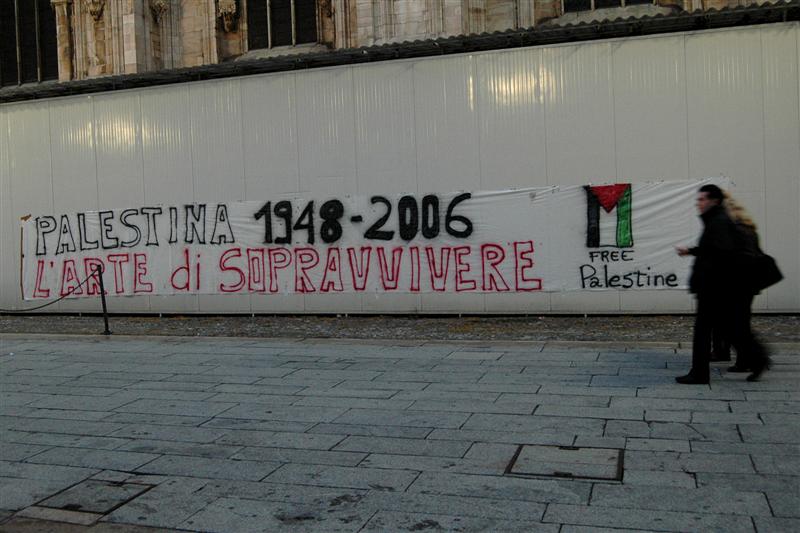 PALESTINA 1948-2006
L'ARTE di SOPRAVVIVERE
FREE
Palestine